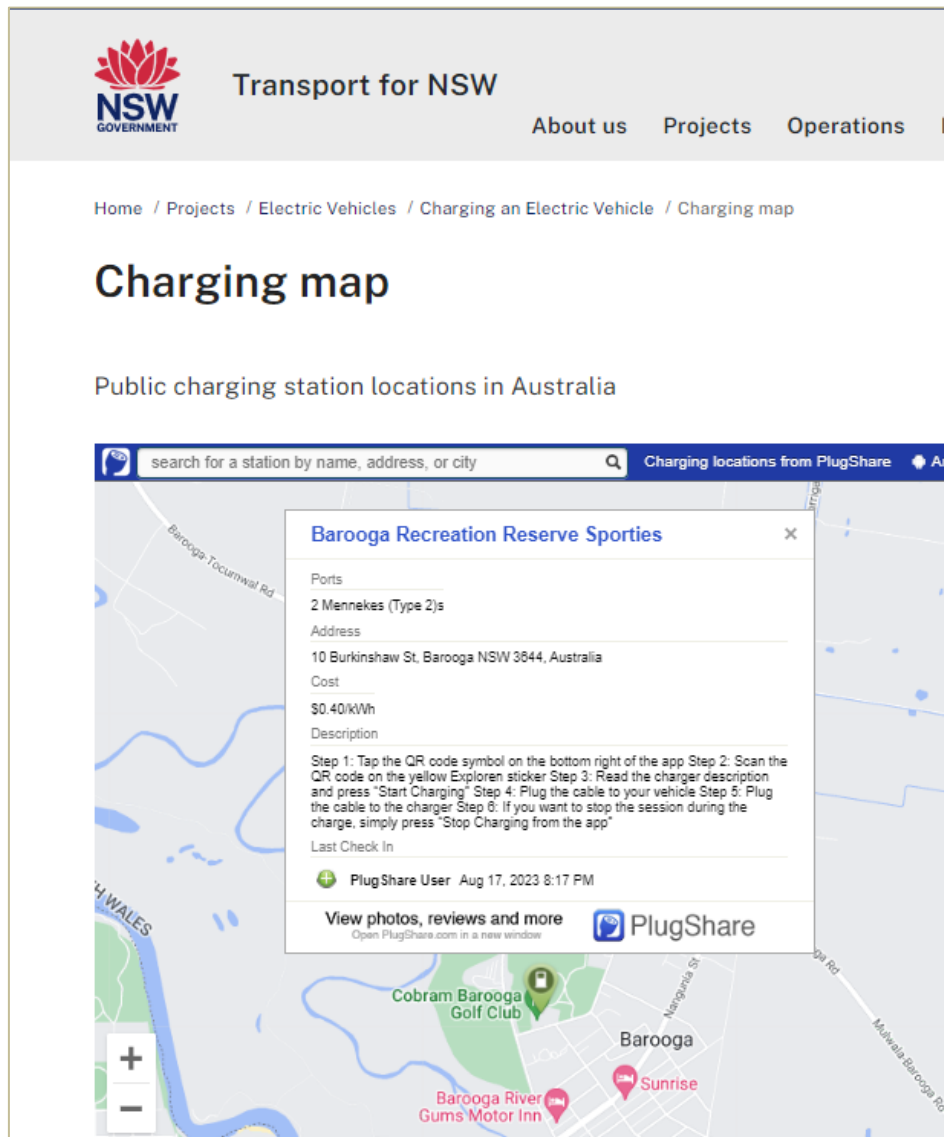 NSW
GOVERNMENT
Transport for NSW
About us Projects Operations
Home / Projects / Electric Vehicles / Charging an Electric Vehicle / Charging map
Charging map
Public charging station locations in Australia
search for a station by name, address, or city
Charging locations from PlugShare
Barooga-Tocumwal Rd
Barooga Recreation Reserve Sporties ×
Ports
2 Mennekes (Type 2)s
Address
10 Burkinshaw St, Barooga NSW 3644, Australia
Cost
$0.40/kWh
Description
Step 1: Tap the QR code symbol on the bottom right of the app Step 2: Scan the
QR code on the yellow Exploren sticker Step 3: Read the charger description
and press "Start Charging" Step 4: Plug the cable to your vehicle Step 5: Plug
the cable to the charger Step 6: If you want to stop the session during the
charge, simply press "Stop Charging from the app"
Last Check In
PlugShare User Aug 17, 2023 8:17 PM
View photos, reviews and more
Open PlugShare.com in a new window
PlugShare
WALES
Cobram Barooga
Golf Club
Nangunia St
Barooga
Mulwala-Barooga Rd
Sunrise
Barooga River
Gums Motor Inn
+
−